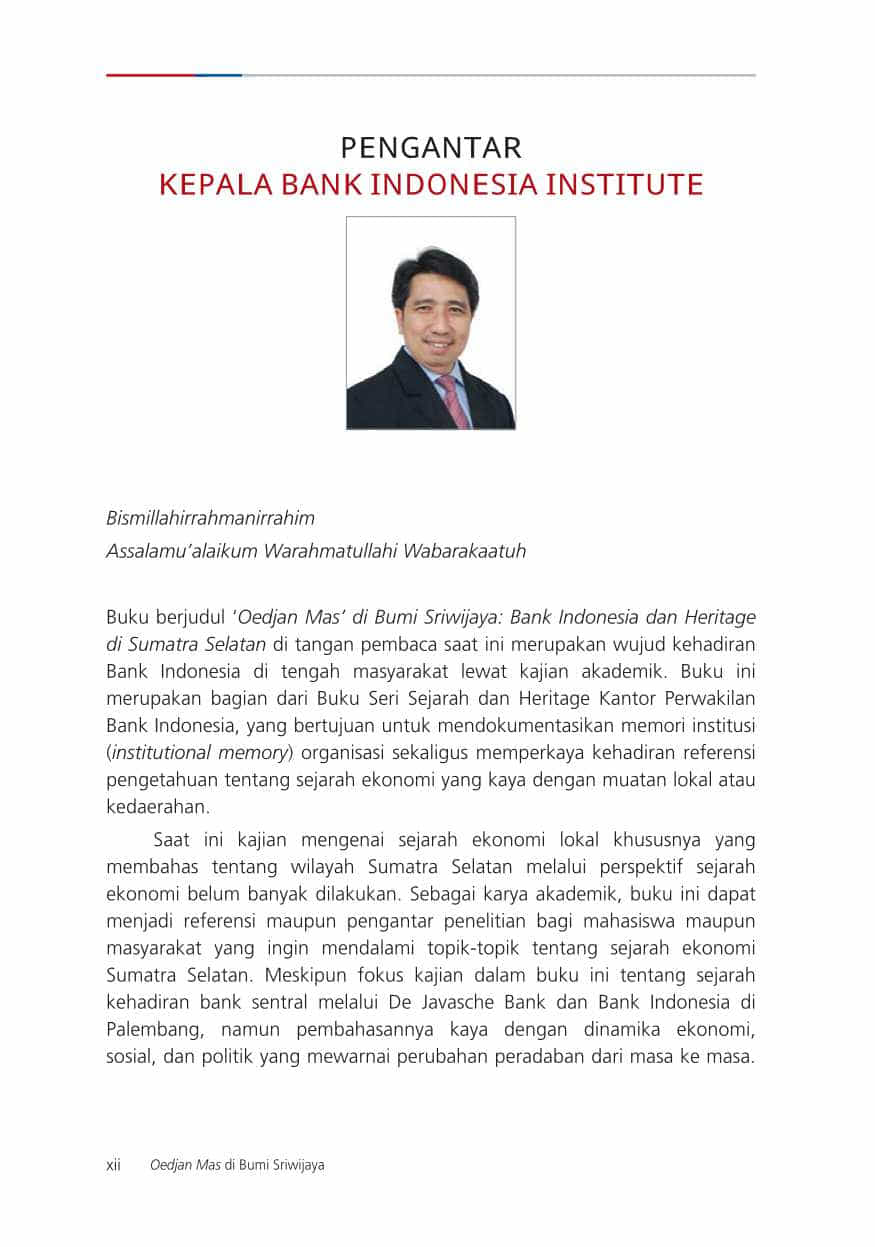 PENGANTAR
KEPALA BANK INDONESIA INSTITUTE
Bismillahirrahmanirrahim
Assalamu’alaikum Warahmatullahi Wabarakaatuh
Buku berjudul ‘Oedjan Mas’ di Bumi Sriwijaya: Bank Indonesia dan Heritage
di Sumatra Selatan di tangan pembaca saat ini merupakan wujud kehadiran
Bank Indonesia di tengah masyarakat lewat kajian akademik. Buku ini
merupakan bagian dari Buku Seri Sejarah dan Heritage Kantor Perwakilan
Bank Indonesia, yang bertujuan untuk mendokumentasikan memori institusi
(institutional memory) organisasi sekaligus memperkaya kehadiran referensi
pengetahuan tentang sejarah ekonomi yang kaya dengan muatan lokal atau
kedaerahan.
Saat ini kajian mengenai sejarah ekonomi lokal khususnya yang
membahas tentang wilayah Sumatra Selatan melalui perspektif sejarah
ekonomi belum banyak dilakukan. Sebagai karya akademik, buku ini dapat
menjadi referensi maupun pengantar penelitian bagi mahasiswa maupun
masyarakat yang ingin mendalami topik-topik tentang sejarah ekonomi
Sumatra Selatan. Meskipun fokus kajian dalam buku ini tentang sejarah
kehadiran bank sentral melalui De Javasche Bank dan Bank Indonesia di
Palembang, namun pembahasannya kaya dengan dinamika ekonomi,
sosial, dan politik yang mewarnai perubahan peradaban dari masa ke masa.
xii Oedjan Mas di Bumi Sriwijaya